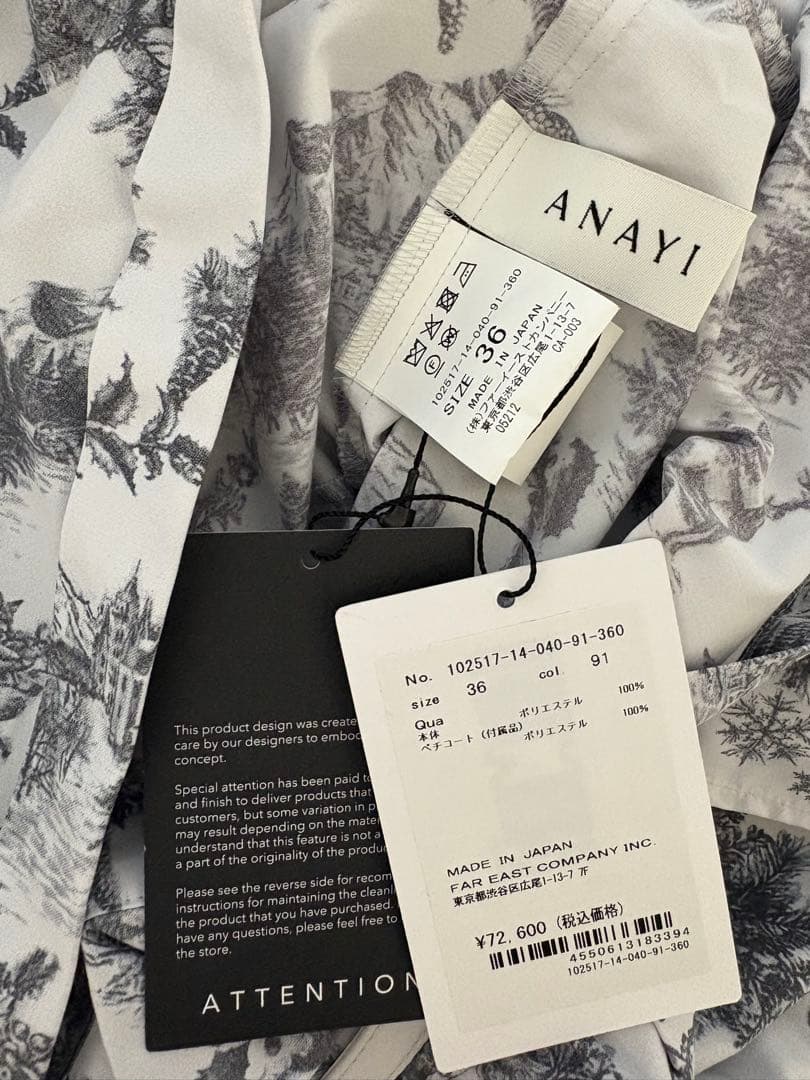 ANAYI
102517-14-040-91-360
SIZE 36
MADE IN JAPAN
(株)ファーイーストカンパニー
東京都渋谷区広尾1-13-7
05212 CA-003
This product design was create
care by our designers to emboc
concept.
Special attention has been paid to
and finish to deliver products that
customers, but some variation in p
may result depending on the mate
understand that this feature is not a
a part of the originality of the produ
Please see the reverse side for recom
instructions for maintaining the cleanli
the product that you have purchased.
have any questions, please feel free to
the store.
ATTENTION
No. 102517-14-040-91-360
size 36 col. 91
Qua
本体 ポリエステル 100%
ペチコート(付属品) ポリエステル 100%
MADE IN JAPAN
FAR EAST COMPANY INC.
東京都渋谷区広尾1-13-7 7F
¥72,600 (税込価格)
4550613183394
102517-14-040-91-360